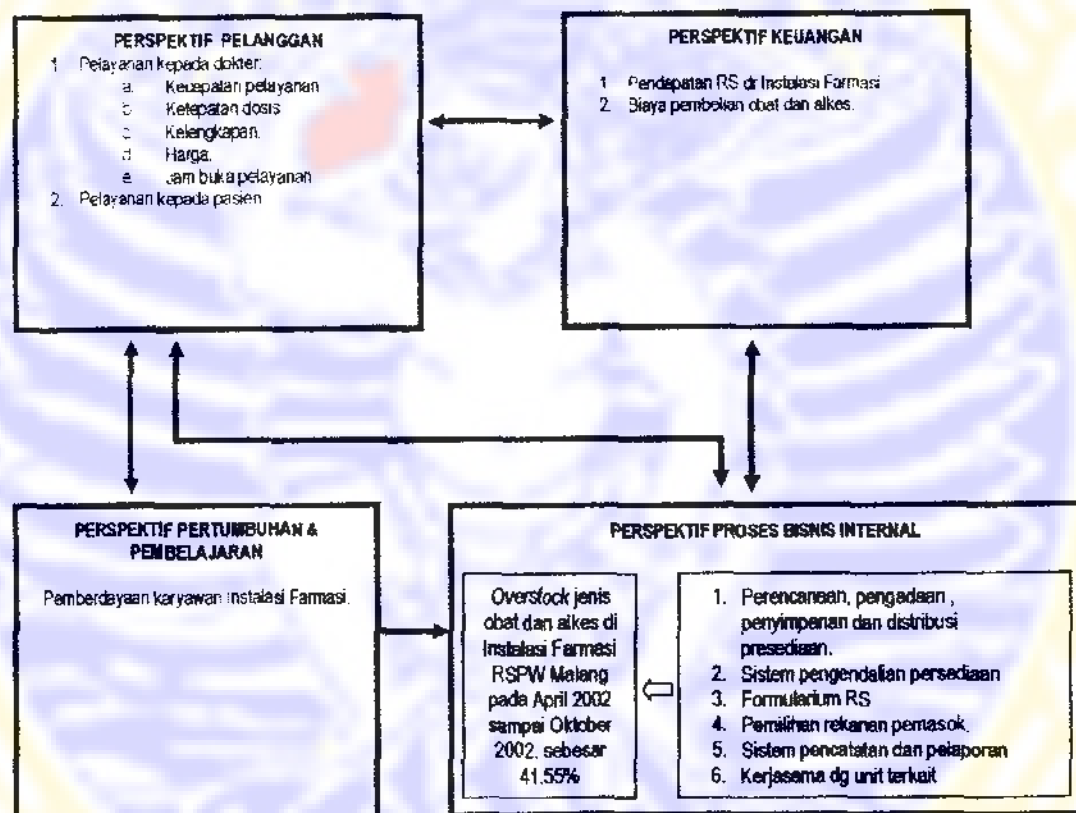 PERSPEKTIF PELANGGAN
1 Pelayanan kepada dokter:
a. Kecepatan pelayanan
b Ketepatan dosis
c Kelengkapan.
d Harga.
e Jam buka pelayanan
2. Pelayanan kepada pasien
PERSPEKTIF KEUANGAN
1 Pendapatan RS di Instalasi Farmasi
2. Biaya pembelian obat dan alkes.
PERSPEKTIF PERTUMBUHAN &
PEMBELAJARAN
Pemberdayaan karyawan Instalasi Farmasi.
PERSPEKTIF PROSES BISNIS INTERNAL
Overstock jenis
obat dan alkes di
Instalasi Farmasi
RSPW Malang
pada April 2002
sampai Oktober
2002. sebesar
41.55%
1. Perencanaan, pengadaan ,
penyimpanan dan distribusi
presediaan.
2. Sistem pengendalian persediaan
3. Formularium RS
4. Pemilihan rekanan pemasok.
5. Sistem pencatatan dan pelaporan
6. Kerjasama dg unit terkait